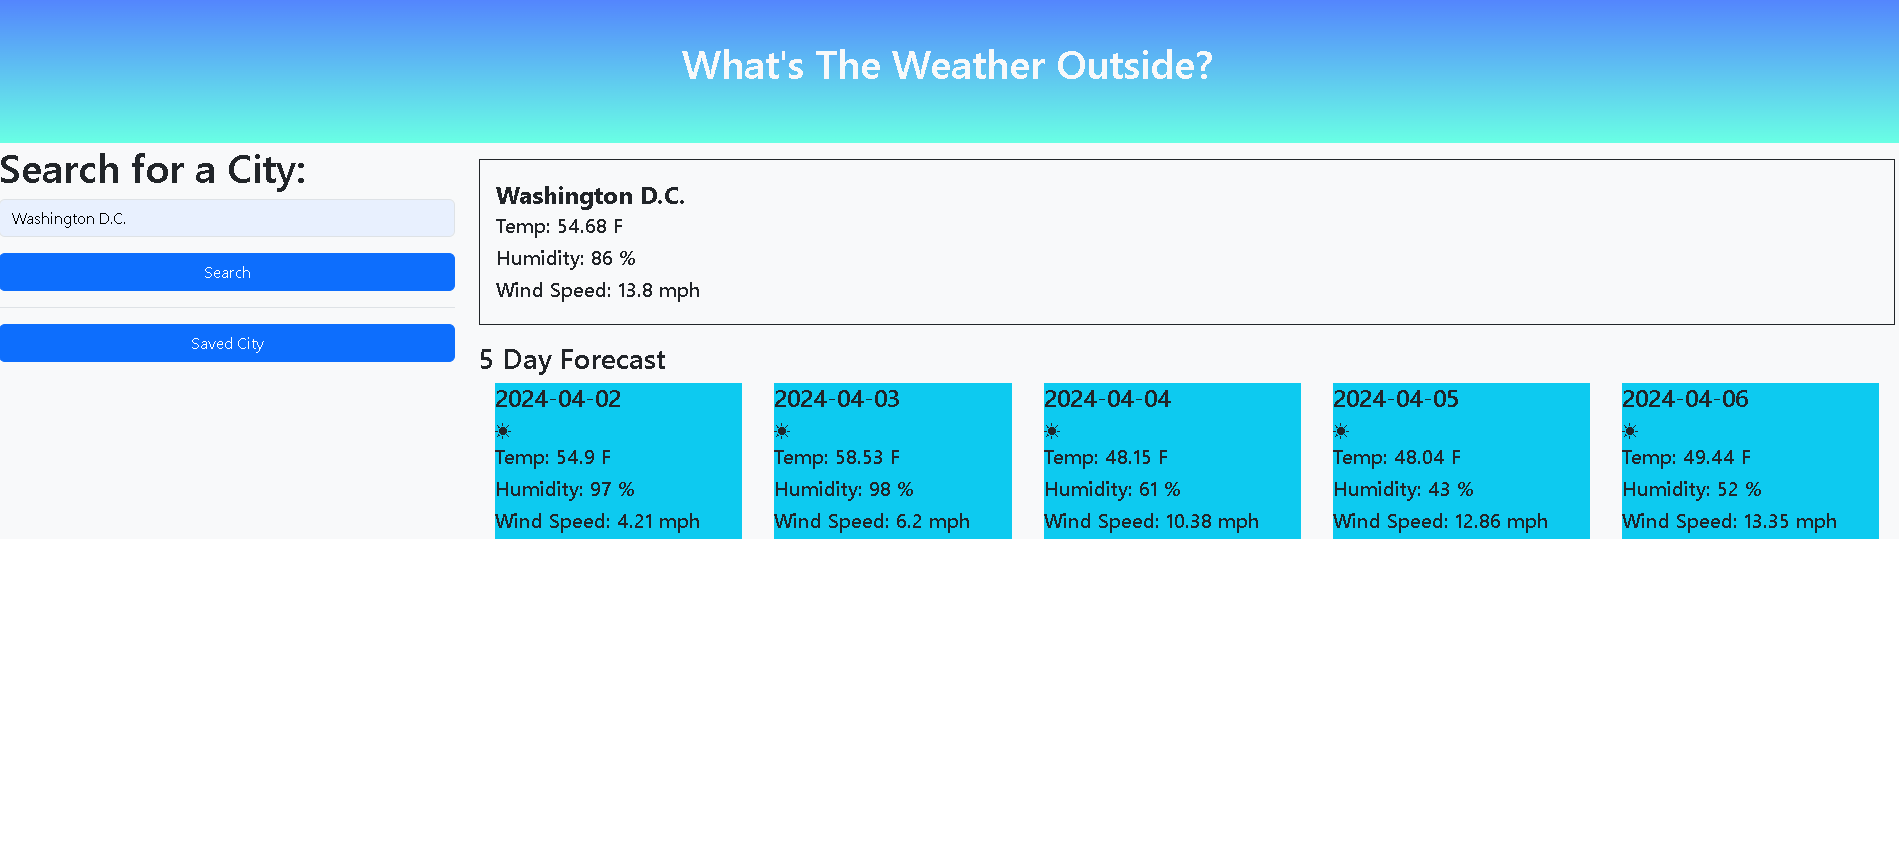 What's The Weather Outside?
Search for a City:
Washington D.C.
Search
Saved City
Washington D.C.
Temp: 54.68 F
Humidity: 86 %
Wind Speed: 13.8 mph
5 Day Forecast
2024-04-02
☀
Temp: 54.9 F
Humidity: 97 %
Wind Speed: 4.21 mph
2024-04-03
☀
Temp: 58.53 F
Humidity: 98 %
Wind Speed: 6.2 mph
2024-04-04
☀
Temp: 48.15 F
Humidity: 61 %
Wind Speed: 10.38 mph
2024-04-05
☀
Temp: 48.04 F
Humidity: 43 %
Wind Speed: 12.86 mph
2024-04-06
☀
Temp: 49.44 F
Humidity: 52 %
Wind Speed: 13.35 mph